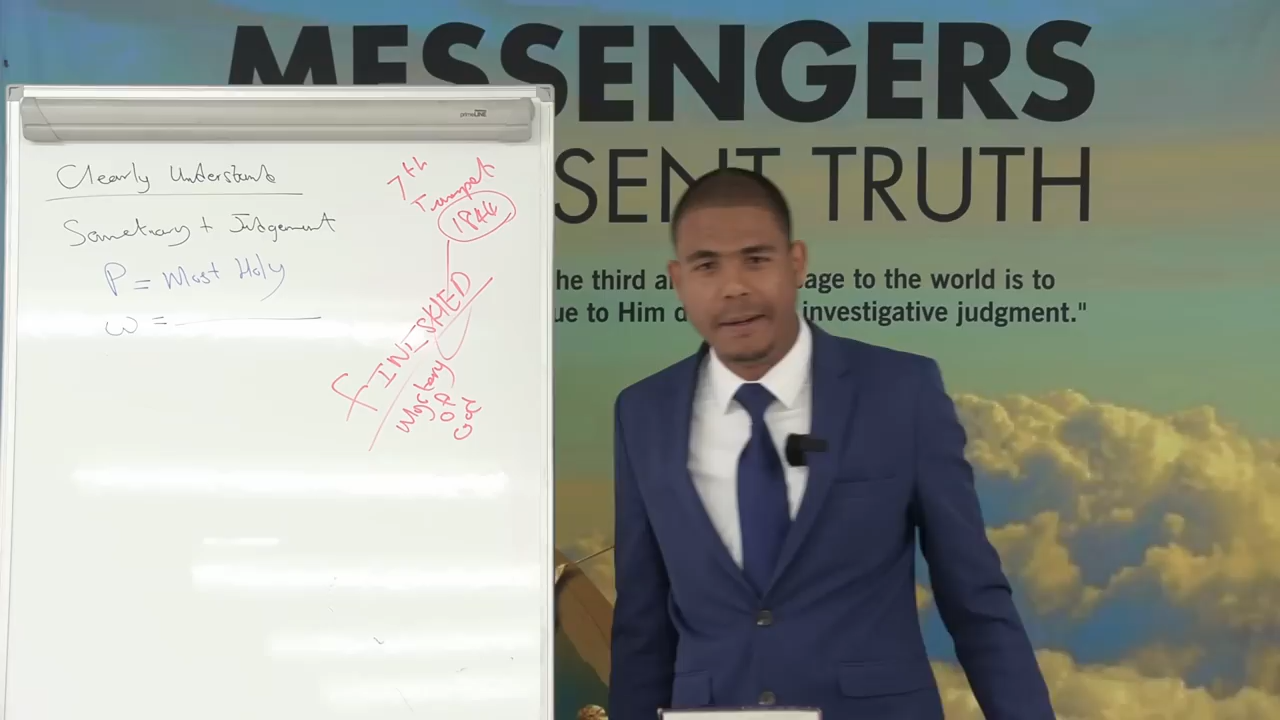 MESSENGERS
SENT TRUTH
he third a age to the world is to
ue to Him d investigative judgment."
primeLINE
Clearly Understand
Sanctuary + Judgement
P = Most Holy
W =
7th
Trumpet
1844
FINISHED
Mystery
OF
God